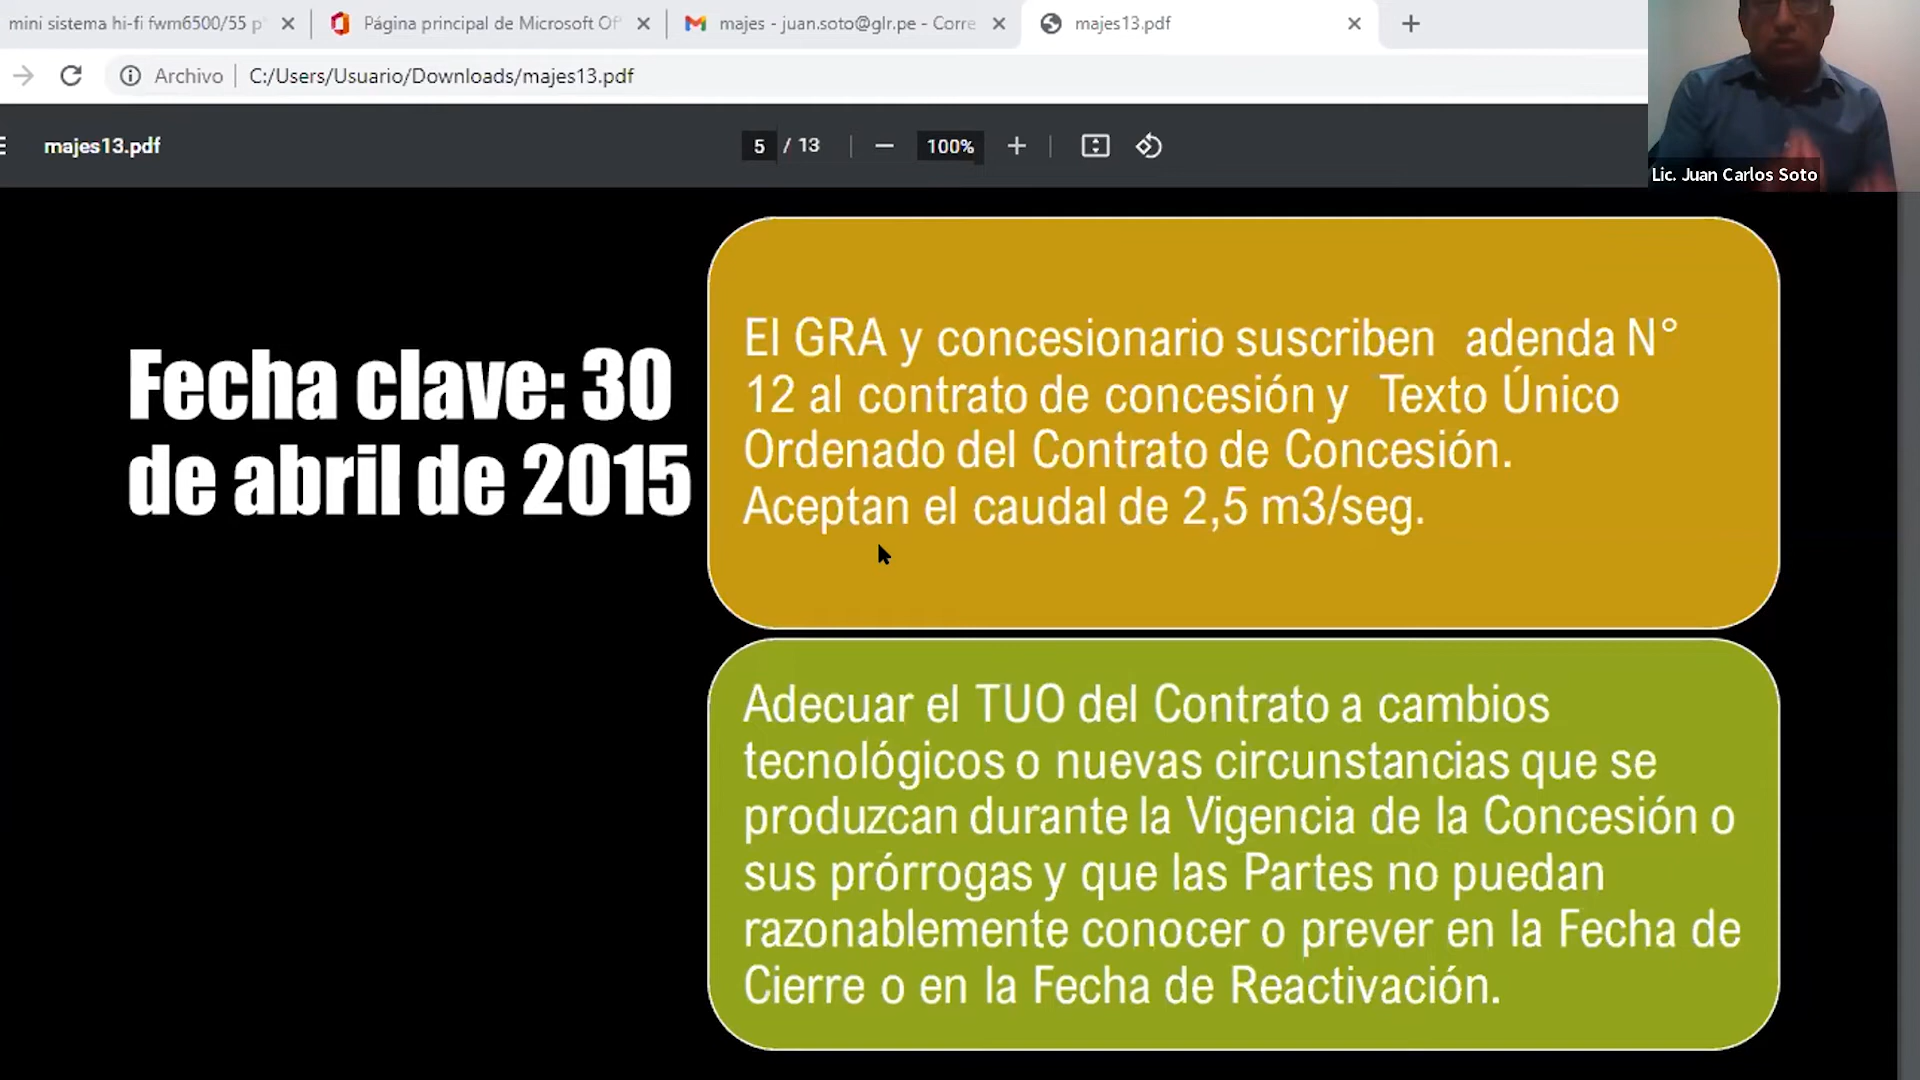 mini sistema hi-fi fwm6500/55 p
Página principal de Microsoft Of
majes - juan.soto@glr.pe - Corre
majes13.pdf
Archivo
C:/Users/Usuario/Downloads/majes13.pdf
majes13.pdf
5 / 13
100%
Lic. Juan Carlos Soto
Fecha clave: 30
de abril de 2015
El GRA y concesionario suscriben adenda N°
12 al contrato de concesión y Texto Único
Ordenado del Contrato de Concesión.
Aceptan el caudal de 2,5 m3/seg.
Adecuar el TUO del Contrato a cambios
tecnológicos o nuevas circunstancias que se
produzcan durante la Vigencia de la Concesión o
sus prórrogas y que las Partes no puedan
razonablemente conocer o prever en la Fecha de
Cierre o en la Fecha de Reactivación.